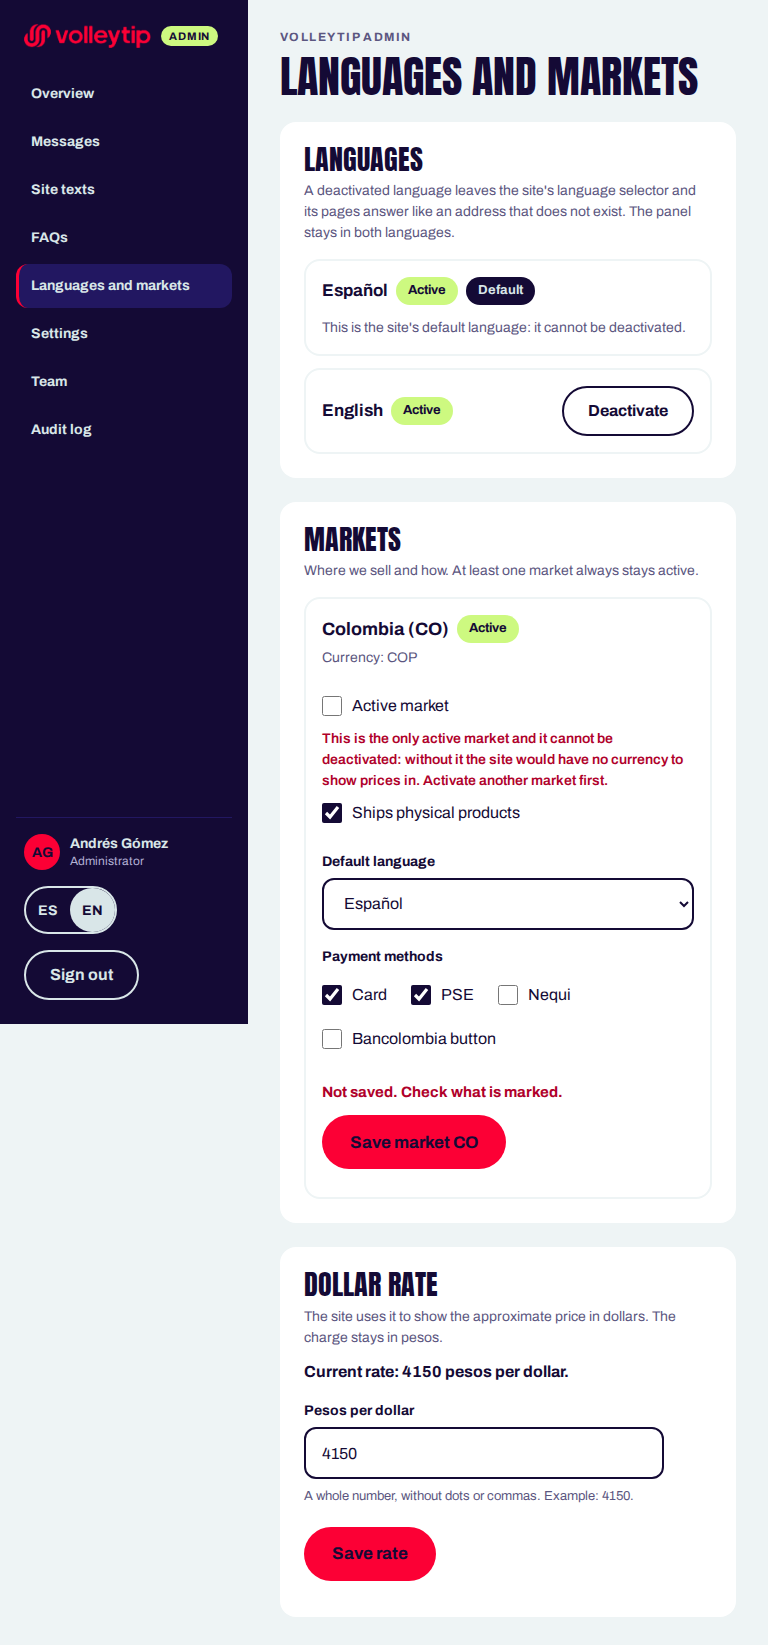 volleytip ADMIN
Overview
Messages
Site texts
FAQs
Languages and markets
Settings
Team
Audit log
AG
Andrés Gómez
Administrator
ES EN
Sign out
VOLLEYTIP ADMIN
LANGUAGES AND MARKETS
LANGUAGES
A deactivated language leaves the site's language selector and
its pages answer like an address that does not exist. The panel
stays in both languages.
Español Active Default
This is the site's default language: it cannot be deactivated.
English Active Deactivate
MARKETS
Where we sell and how. At least one market always stays active.
Colombia (CO) Active
Currency: COP
Active market
This is the only active market and it cannot be
deactivated: without it the site would have no currency to
show prices in. Activate another market first.
Ships physical products
Default language
Español
Payment methods
Card PSE Nequi
Bancolombia button
Not saved. Check what is marked.
Save market CO
DOLLAR RATE
The site uses it to show the approximate price in dollars. The
charge stays in pesos.
Current rate: 4150 pesos per dollar.
Pesos per dollar
4150
A whole number, without dots or commas. Example: 4150.
Save rate